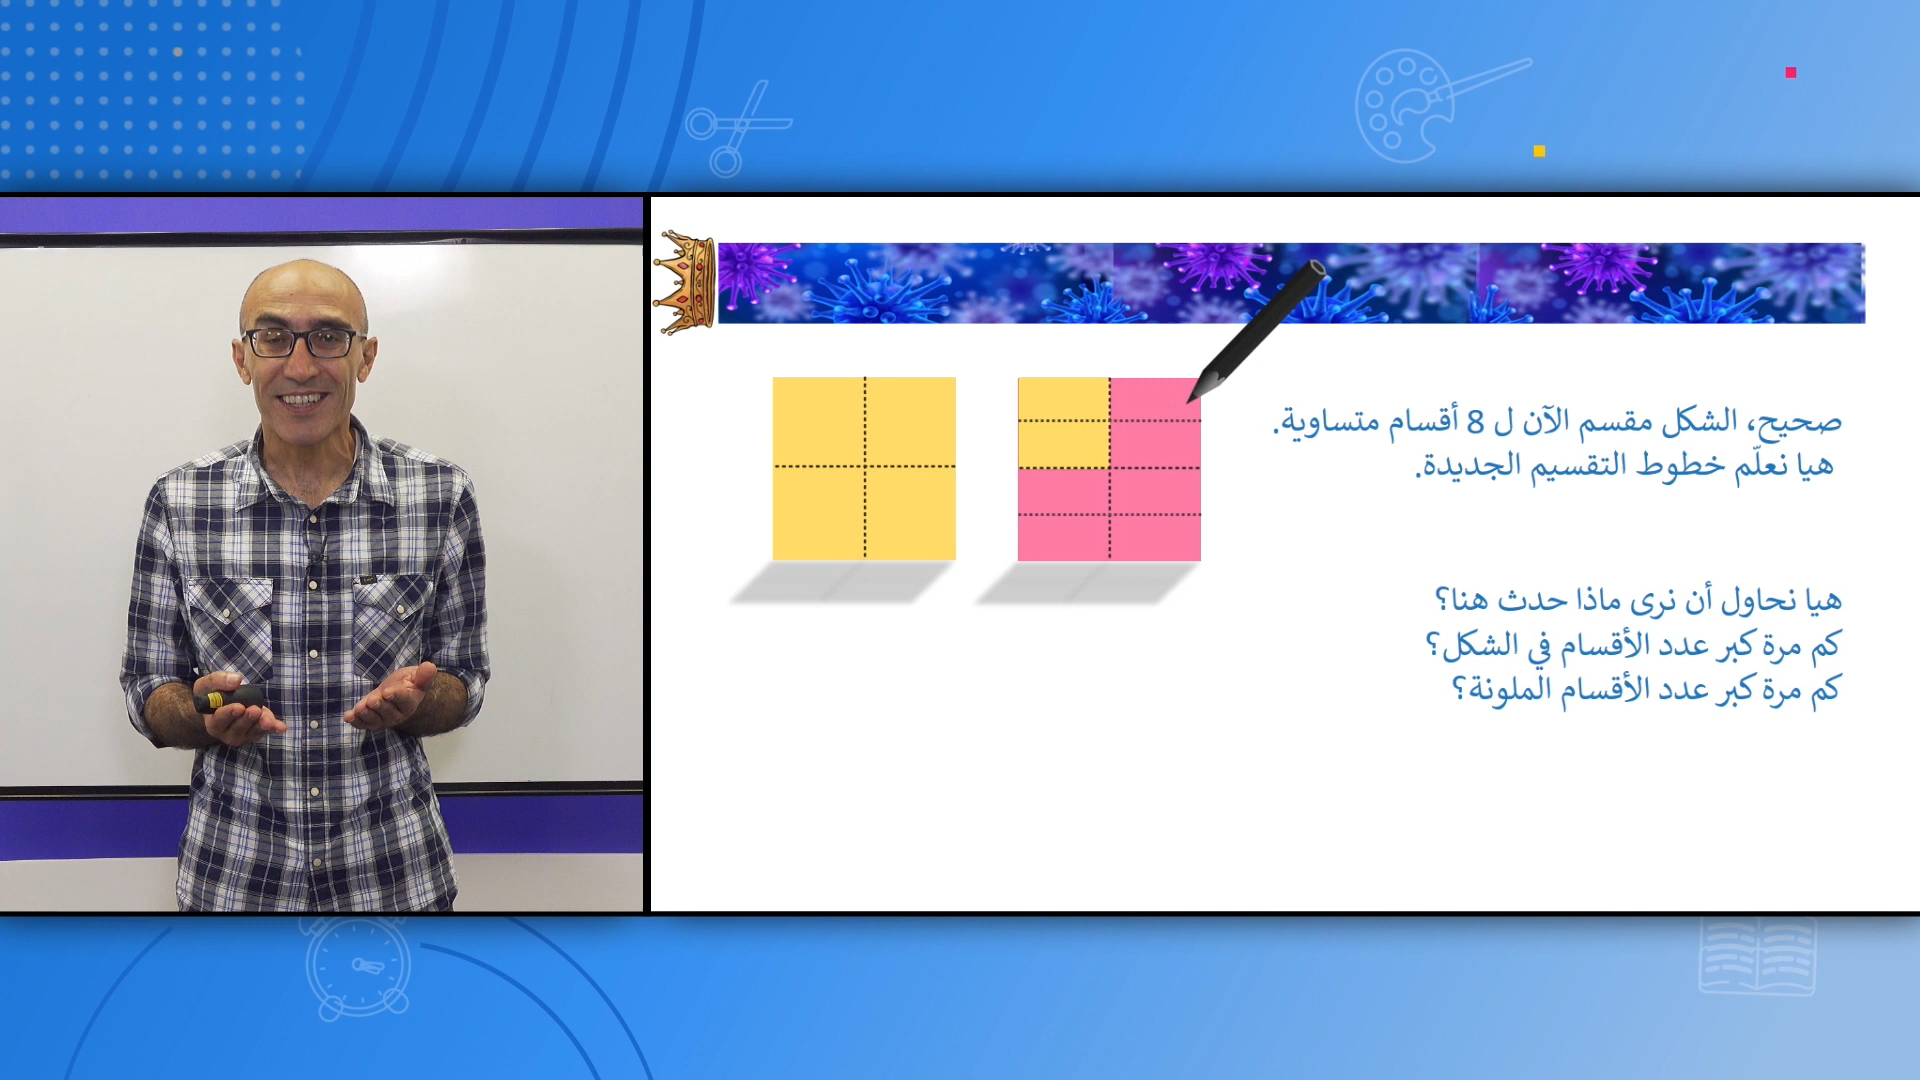 صحيح، الشكل مقسم الآن ل 8 أقسام متساوية.
هيا نعلّم خطوط التقسيم الجديدة.
هيا نحاول أن نرى ماذا حدث هنا؟
كم مرة كبر عدد الأقسام في الشكل؟
كم مرة كبر عدد الأقسام الملونة؟